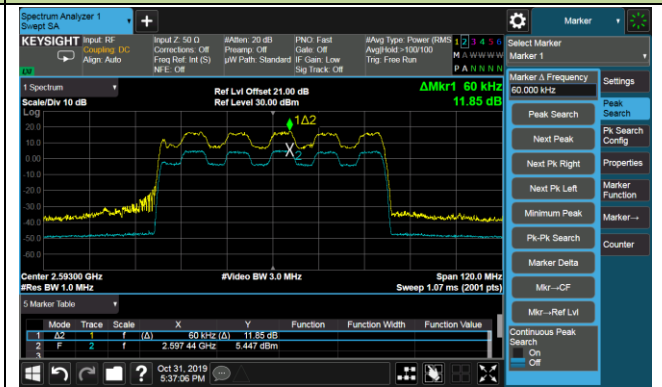 Spectrum Analyzer 1
Swept SA
+
Marker
KEYSIGHT
Input: RF
Coupling: DC
Align: Auto
Input Z: 50 Ω
Corrections: Off
Freq Ref: Int (S)
NFE: Off
#Atten: 20 dB
Preamp: Off
µW Path: Standard
PNO: Fast
Gate: Off
IF Gain: Low
Sig Track: Off
#Avg Type: Power (RMS
Avg|Hold:>100/100
Trig: Free Run
1 2 3 4 5 6
M A W W W W
P A N N N N
Select Marker
Marker 1
Marker Δ Frequency
60.000 kHz
Settings
Peak Search
Peak
Search
Next Peak
Pk Search
Config
Next Pk Right
Properties
Next Pk Left
Marker
Function
Minimum Peak
Marker→
Pk-Pk Search
Counter
Marker Delta
Mkr→CF
Mkr→Ref Lvl
Continuous Peak
Search
On
Off
1 Spectrum
Scale/Div 10 dB
Log
Ref Lvl Offset 21.00 dB
Ref Level 30.00 dBm
ΔMkr1 60 kHz
11.85 dB
1Δ2
X2
20.0
10.0
0.00
-10.0
-20.0
-30.0
-40.0
-50.0
-60.0
Center 2.59300 GHz
#Video BW 3.0 MHz
Span 120.0 MHz
#Res BW 1.0 MHz
Sweep 1.07 ms (2001 pts)
5 Marker Table
Mode Trace Scale X Y Function Function Width Function Value
1 Δ2 1 f (Δ) 60 kHz (Δ) 11.85 dB
2 F 2 f 2.597 44 GHz 5.447 dBm
3
?
Oct 31, 2019
5:37:06 PM